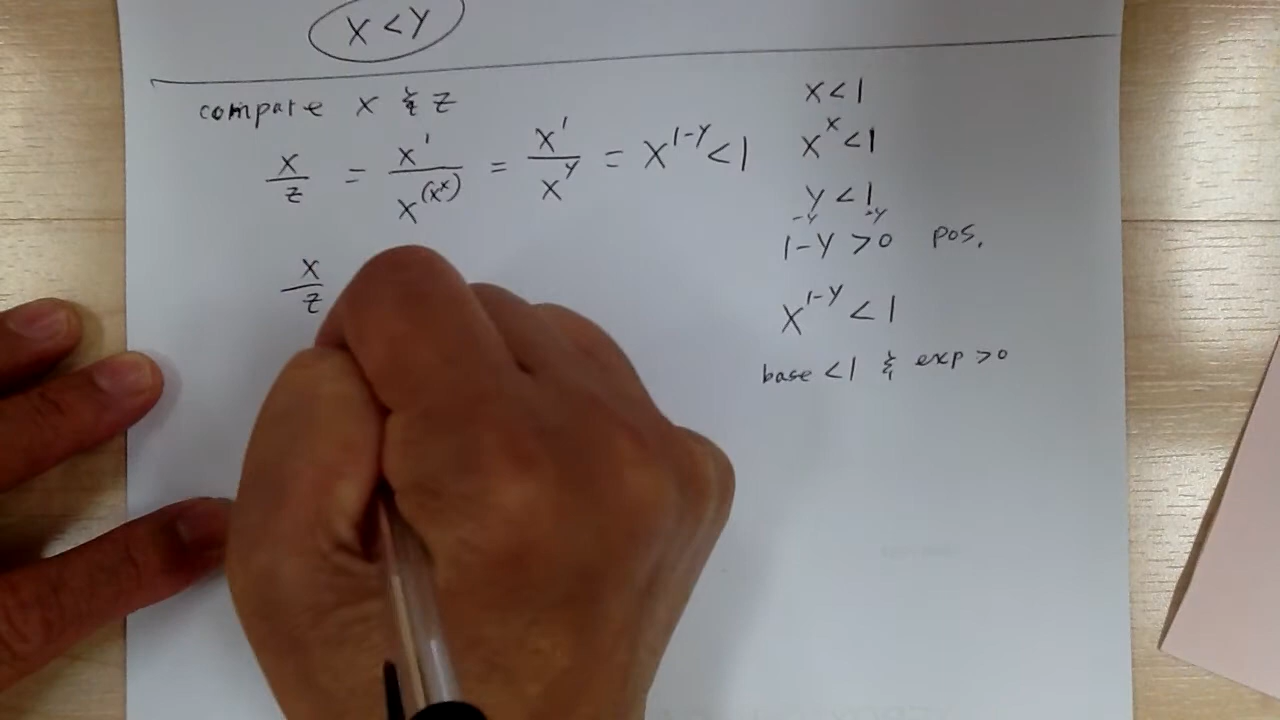 x < y
compare x & z
x/z = x^1/x^(x^x) = x^1/x^y = x^(1-y) < 1
x/z
x < 1
x^x < 1
y < 1
-y -y
1-y > 0 pos.
x^(1-y) < 1
base < 1 & exp > 0